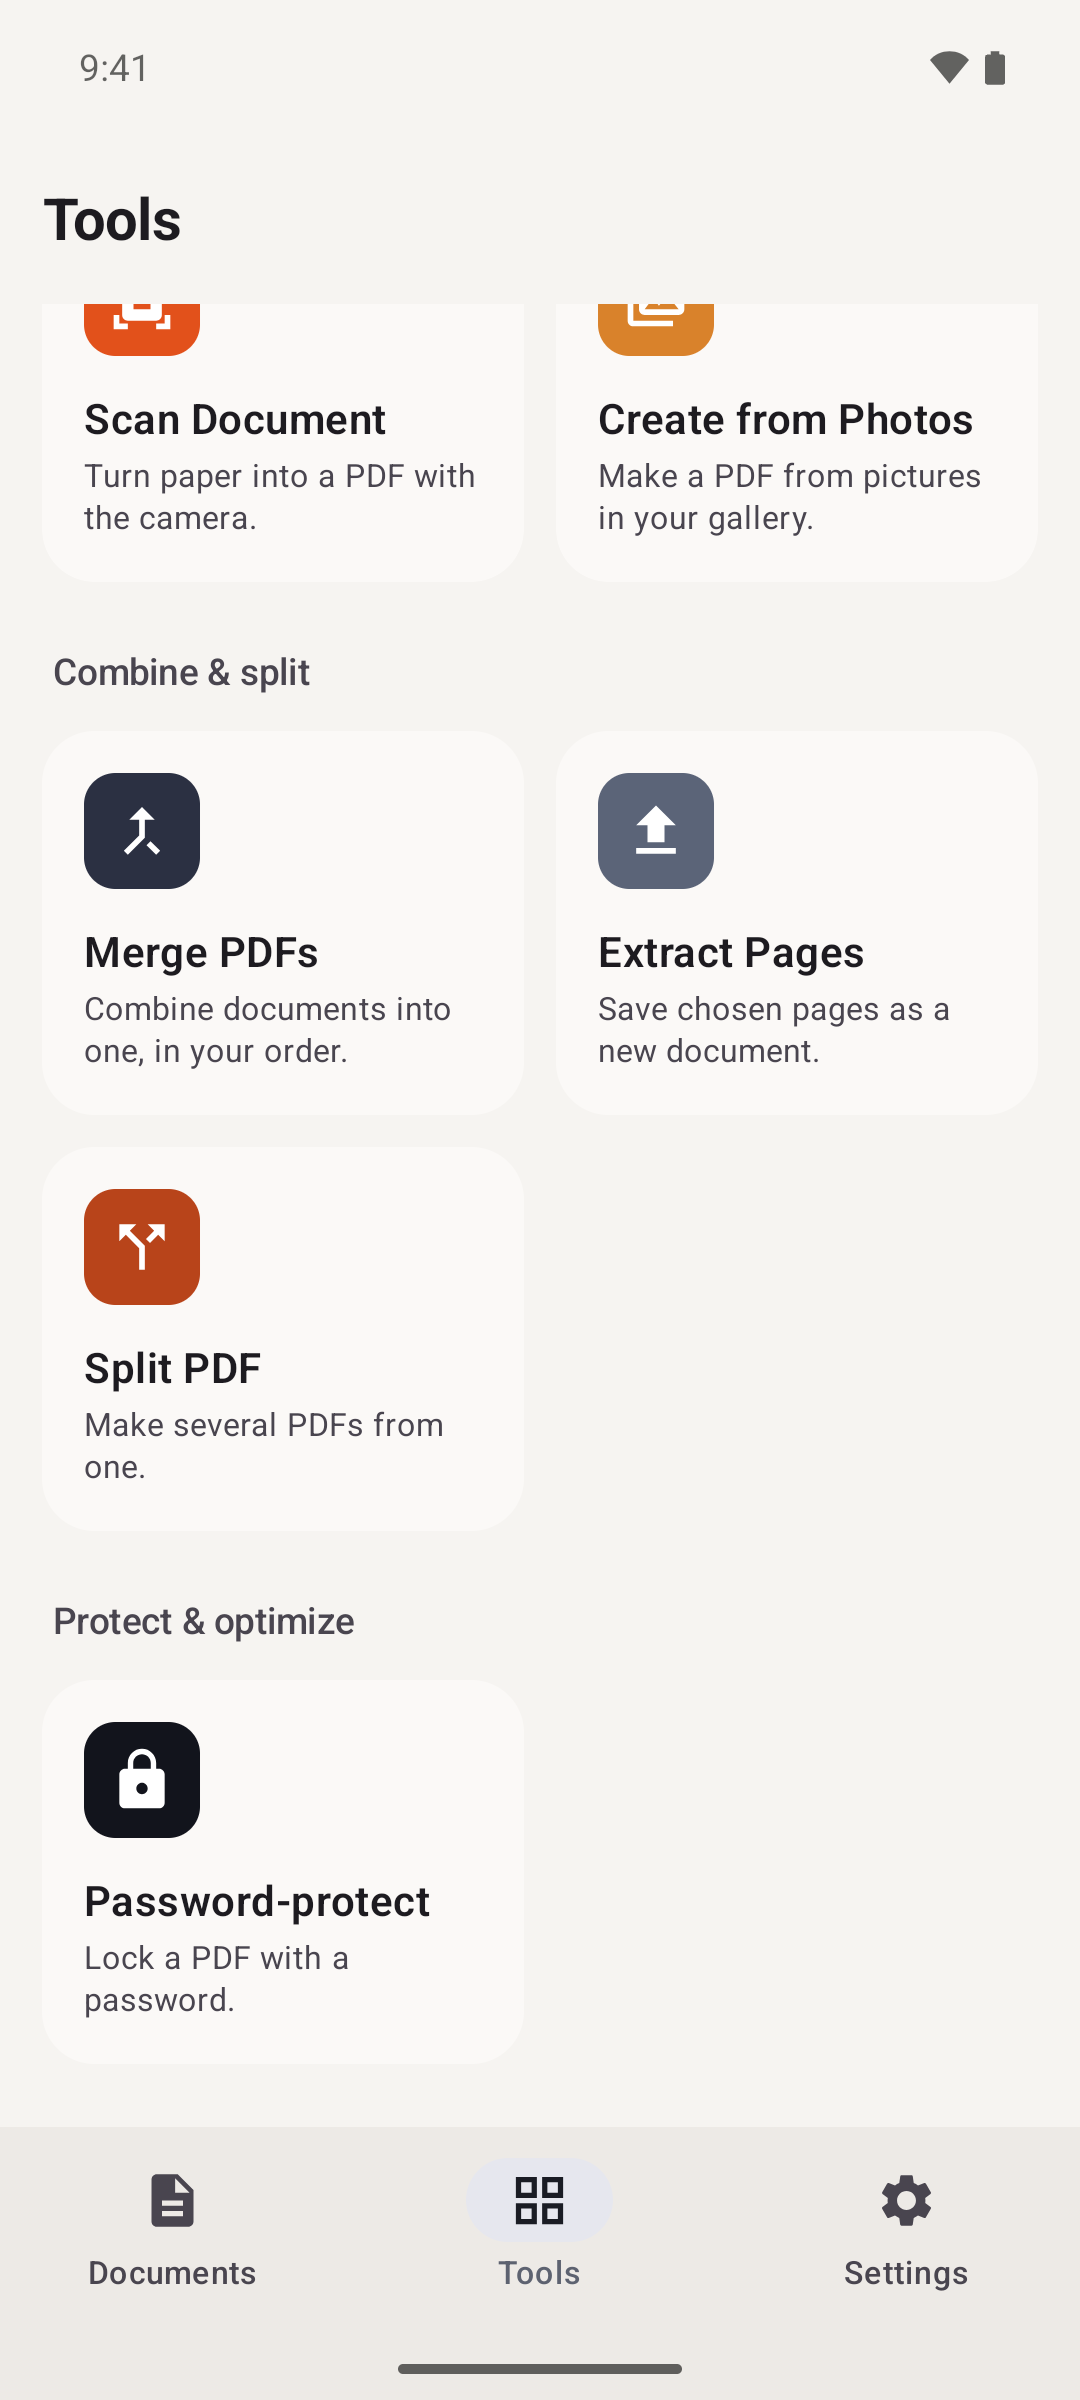 9:41
Tools
Scan Document
Turn paper into a PDF with
the camera.
Create from Photos
Make a PDF from pictures
in your gallery.
Combine & split
Merge PDFs
Combine documents into
one, in your order.
Extract Pages
Save chosen pages as a
new document.
Split PDF
Make several PDFs from
one.
Protect & optimize
Password-protect
Lock a PDF with a
password.
Documents
Tools
Settings